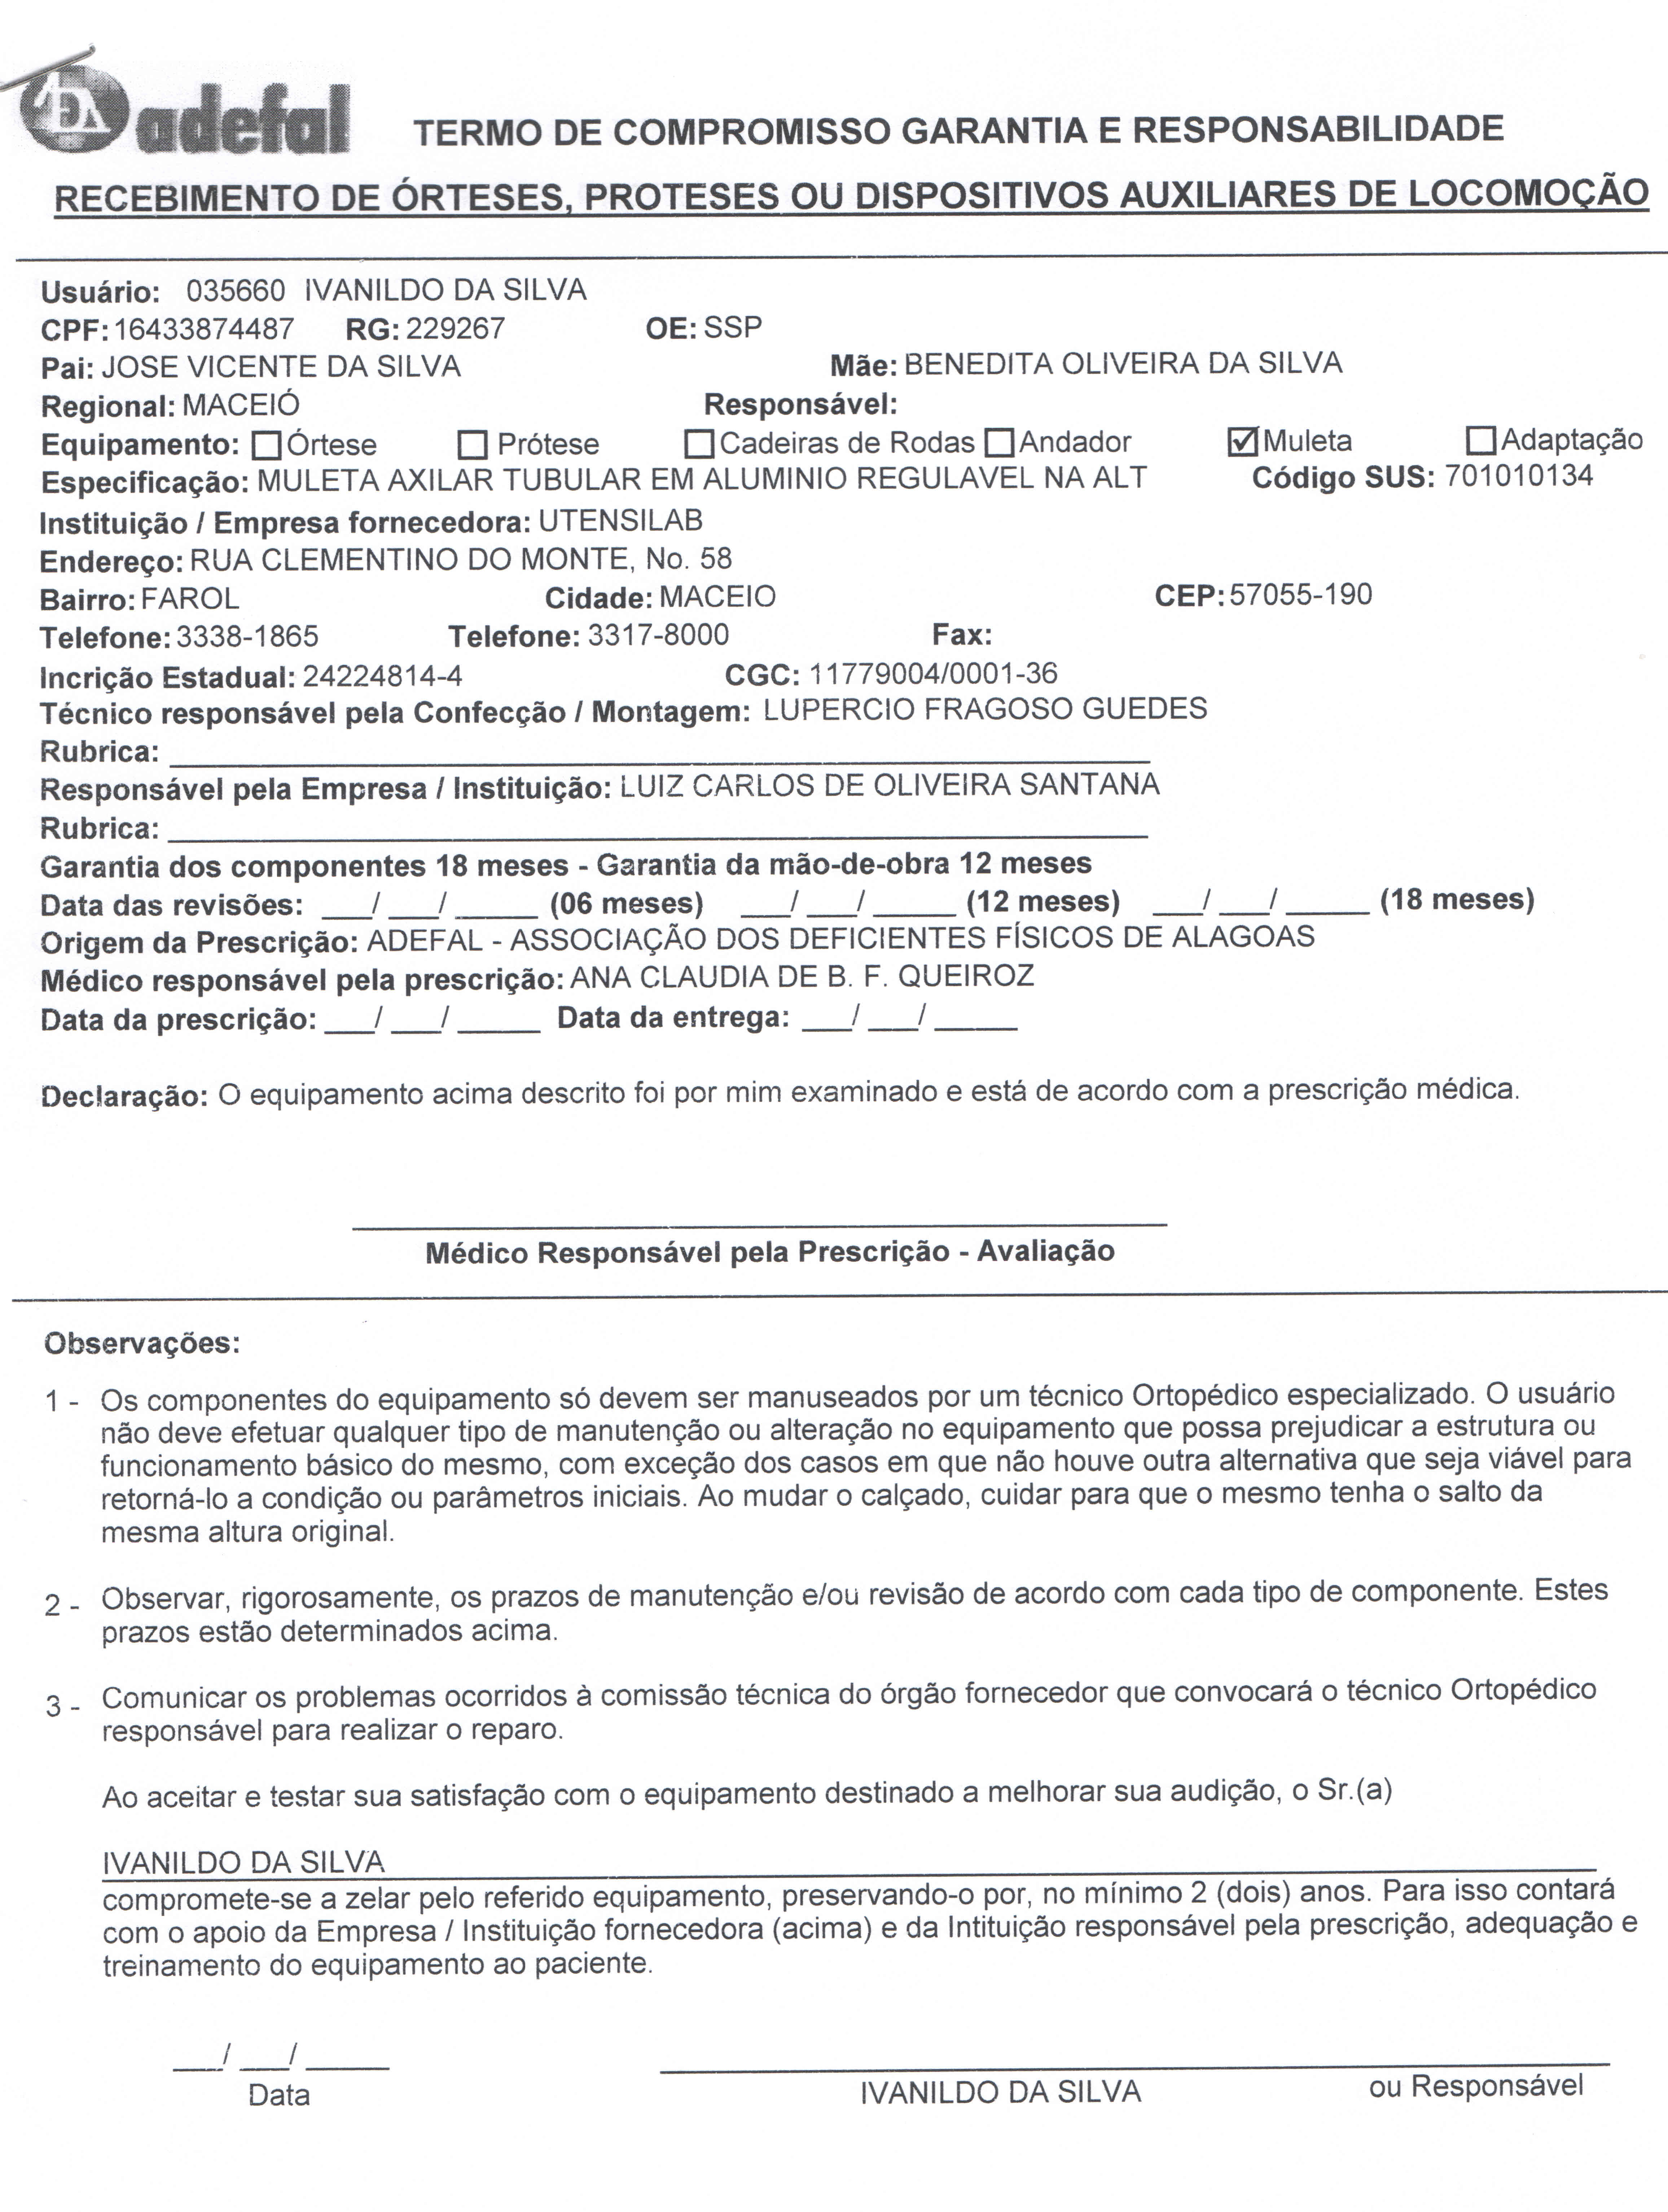 adefal
TERMO DE COMPROMISSO GARANTIA E RESPONSABILIDADE
RECEBIMENTO DE ÓRTESES, PROTESES OU DISPOSITIVOS AUXILIARES DE LOCOMOÇÃO
Usuário: 035660 IVANILDO DA SILVA
CPF: 16433874487 RG: 229267 OE: SSP
Pai: JOSE VICENTE DA SILVA Mãe: BENEDITA OLIVEIRA DA SILVA
Regional: MACEIÓ Responsável:
Equipamento: ☐ Órtese ☐ Prótese ☐ Cadeiras de Rodas ☐ Andador ☑ Muleta ☐ Adaptação
Especificação: MULETA AXILAR TUBULAR EM ALUMINIO REGULAVEL NA ALT Código SUS: 701010134
Instituição / Empresa fornecedora: UTENSILAB
Endereço: RUA CLEMENTINO DO MONTE, No. 58
Bairro: FAROL Cidade: MACEIO CEP: 57055-190
Telefone: 3338-1865 Telefone: 3317-8000 Fax:
Incrição Estadual: 24224814-4 CGC: 11779004/0001-36
Técnico responsável pela Confecção / Montagem: LUPERCIO FRAGOSO GUEDES
Rubrica: ____________________
Responsável pela Empresa / Instituição: LUIZ CARLOS DE OLIVEIRA SANTANA
Rubrica: ____________________
Garantia dos componentes 18 meses - Garantia da mão-de-obra 12 meses
Data das revisões: ___/ ___/ _____ (06 meses) ___/ ___/ _____ (12 meses) ___/ ___/ _____ (18 meses)
Origem da Prescrição: ADEFAL - ASSOCIAÇÃO DOS DEFICIENTES FÍSICOS DE ALAGOAS
Médico responsável pela prescrição: ANA CLAUDIA DE B. F. QUEIROZ
Data da prescrição: ___/ ___/ _____ Data da entrega: ___/ ___/ _____
Declaração: O equipamento acima descrito foi por mim examinado e está de acordo com a prescrição médica.
Médico Responsável pela Prescrição - Avaliação
Observações:
1 - Os componentes do equipamento só devem ser manuseados por um técnico Ortopédico especializado. O usuário
não deve efetuar qualquer tipo de manutenção ou alteração no equipamento que possa prejudicar a estrutura ou
funcionamento básico do mesmo, com exceção dos casos em que não houve outra alternativa que seja viável para
retorná-lo a condição ou parâmetros iniciais. Ao mudar o calçado, cuidar para que o mesmo tenha o salto da
mesma altura original.
2 - Observar, rigorosamente, os prazos de manutenção e/ou revisão de acordo com cada tipo de componente. Estes
prazos estão determinados acima.
3 - Comunicar os problemas ocorridos à comissão técnica do órgão fornecedor que convocará o técnico Ortopédico
responsável para realizar o reparo.
Ao aceitar e testar sua satisfação com o equipamento destinado a melhorar sua audição, o Sr.(a)
IVANILDO DA SILVA
compromete-se a zelar pelo referido equipamento, preservando-o por, no mínimo 2 (dois) anos. Para isso contará
com o apoio da Empresa / Instituição fornecedora (acima) e da Intituição responsável pela prescrição, adequação e
treinamento do equipamento ao paciente.
___/ ___/ _____
Data IVANILDO DA SILVA ou Responsável